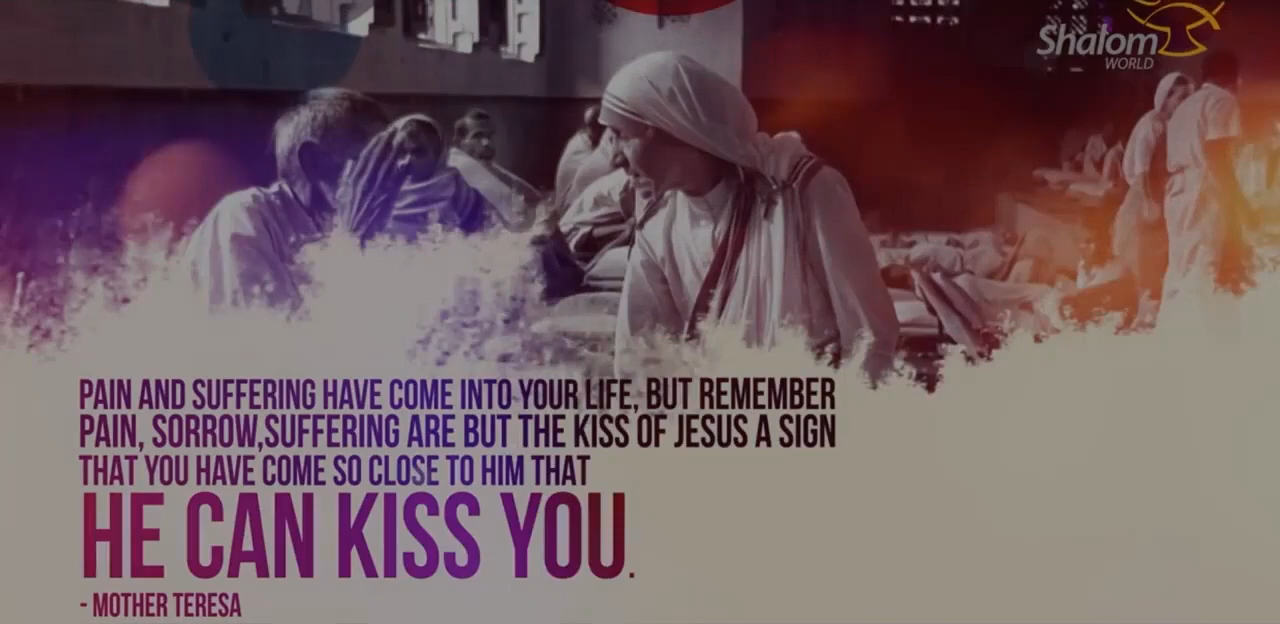 Shalom
WORLD
PAIN AND SUFFERING HAVE COME INTO YOUR LIFE, BUT REMEMBER
PAIN, SORROW,SUFFERING ARE BUT THE KISS OF JESUS A SIGN
THAT YOU HAVE COME SO CLOSE TO HIM THAT
HE CAN KISS YOU.
- MOTHER TERESA